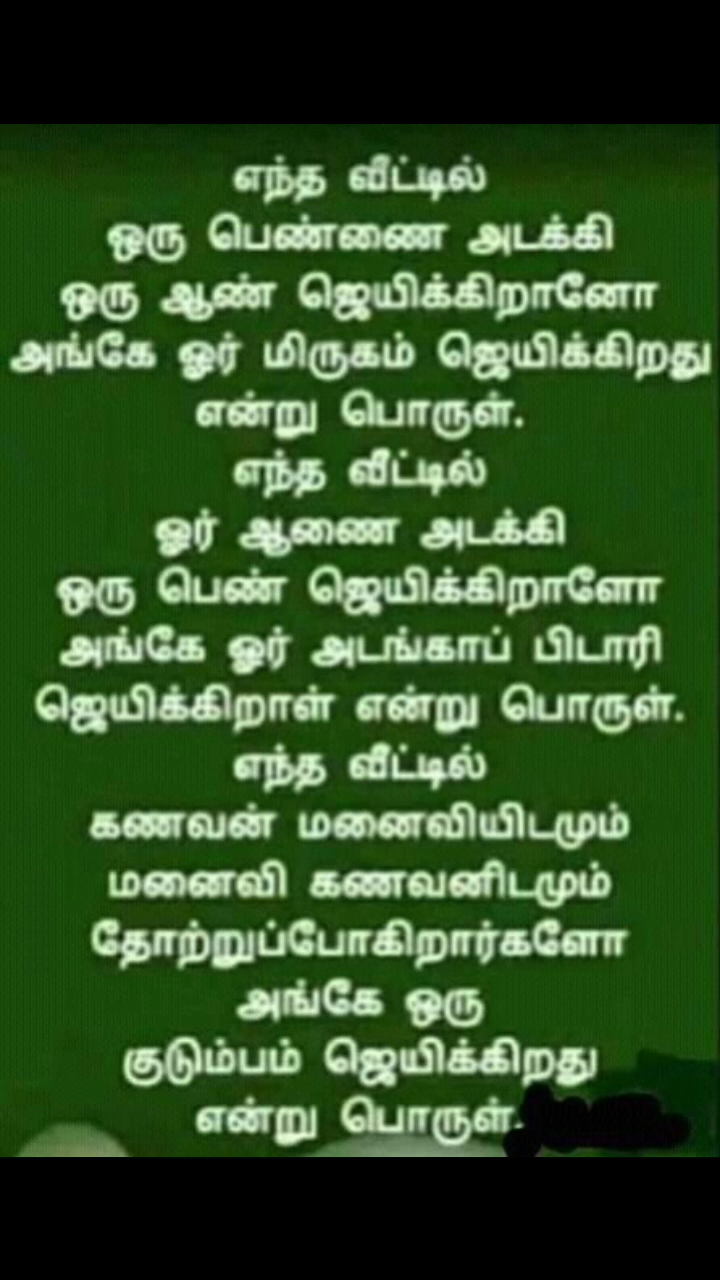 எந்த வீட்டில்
ஒரு பெண்ணை அடக்கி
ஒரு ஆண் ஜெயிக்கிறானோ
அங்கே ஓர் மிருகம் ஜெயிக்கிறது
என்று பொருள்.
எந்த வீட்டில்
ஓர் ஆணை அடக்கி
ஒரு பெண் ஜெயிக்கிறாளோ
அங்கே ஓர் அடங்காப் பிடாரி
ஜெயிக்கிறாள் என்று பொருள்.
எந்த வீட்டில்
கணவன் மனைவியிடமும்
மனைவி கணவனிடமும்
தோற்றுப்போகிறார்களோ
அங்கே ஒரு
குடும்பம் ஜெயிக்கிறது
என்று பொருள்.